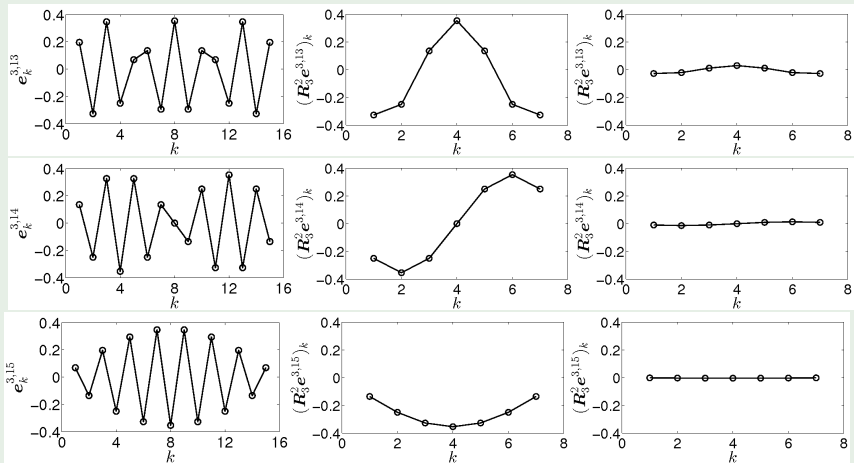 0.4 0.2 0 −0.2 −0.4
0 4 8 12 16
k
e_k^{3,13}
0.4 0.2 0 −0.2 −0.4
0 2 4 6 8
k
(R_3^2 e^{3,13})_k
0.4 0.2 0 −0.2 −0.4
0 2 4 6 8
k
(R_3^2 e^{3,13})_k
0.4 0.2 0 −0.2 −0.4
0 4 8 12 16
k
e_k^{3,14}
0.4 0.2 0 −0.2 −0.4
0 2 4 6 8
k
(R_3^2 e^{3,14})_k
0.4 0.2 0 −0.2 −0.4
0 2 4 6 8
k
(R_3^2 e^{3,14})_k
0.4 0.2 0 −0.2 −0.4
0 4 8 12 16
k
e_k^{3,15}
0.4 0.2 0 −0.2 −0.4
0 2 4 6 8
k
(R_3^2 e^{3,15})_k
0.4 0.2 0 −0.2 −0.4
0 2 4 6 8
k
(R_3^2 e^{3,15})_k